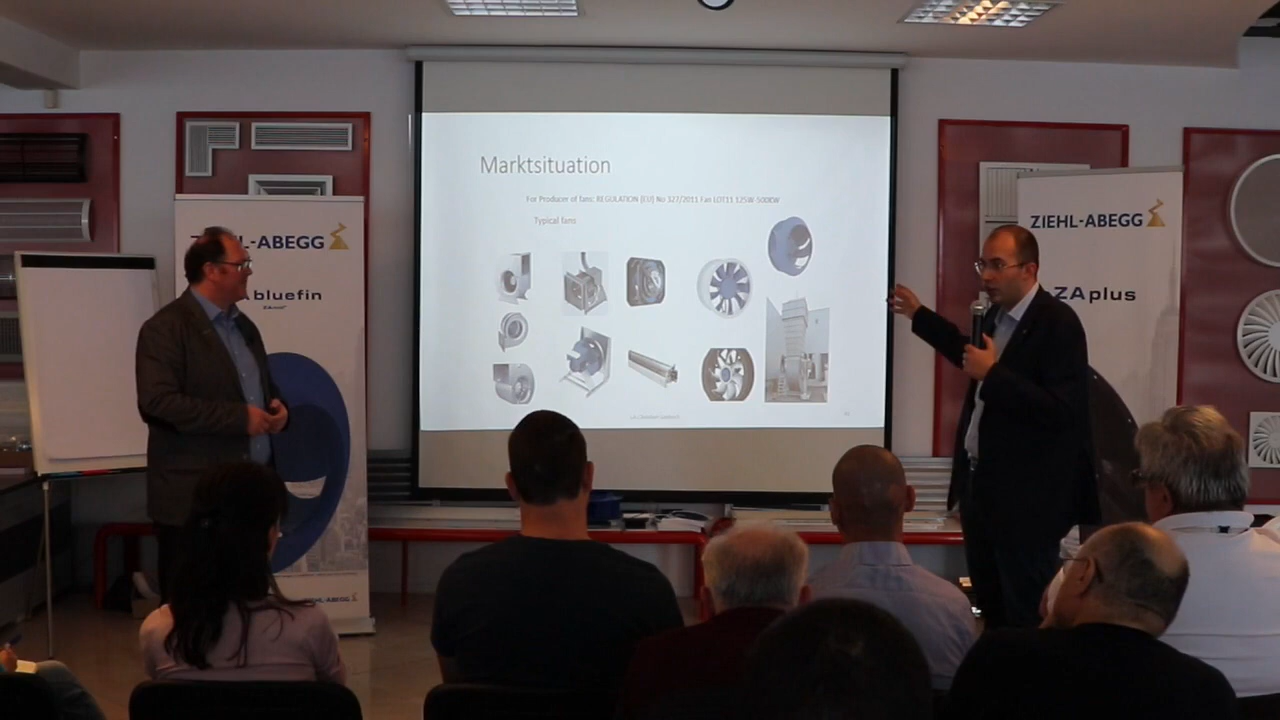 Marktsituation
For Producer of fans: REGULATION (EU) No 327/2011 Fan LOT11 125W-500KW
Typical fans
ZIEHL-ABEGG
bluefin
ZIEHL-ABEGG
ZAplus
ZIEHL-ABEGG